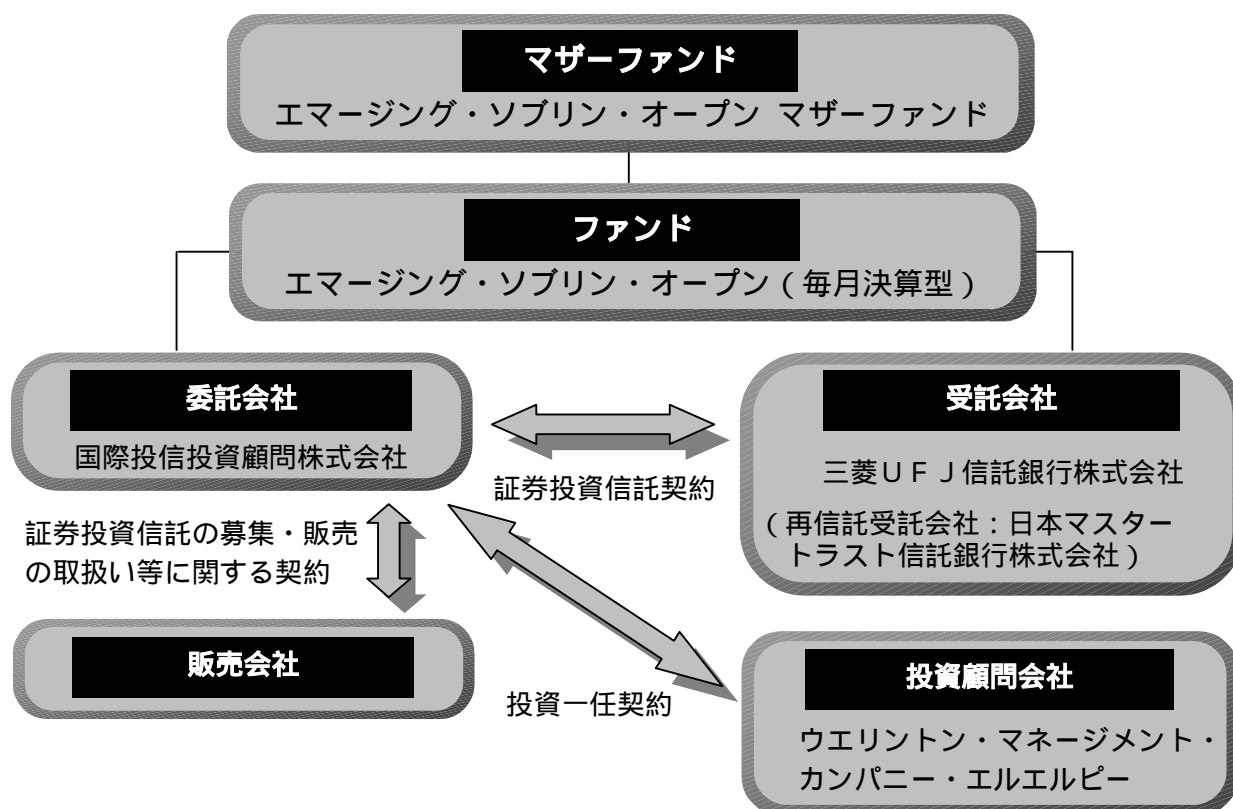 マザーファンド
エマージング・ソブリン・オープン マザーファンド
ファンド
エマージング・ソブリン・オープン（毎月決算型）
委託会社
国際投信投資顧問株式会社
受託会社
三菱ＵＦＪ信託銀行株式会社
（再信託受託会社：日本マスター
トラスト信託銀行株式会社）
証券投資信託契約
証券投資信託の募集・販売
の取扱い等に関する契約
販売会社
投資一任契約
投資顧問会社
ウエリントン・マネージメント・
カンパニー・エルエルピー